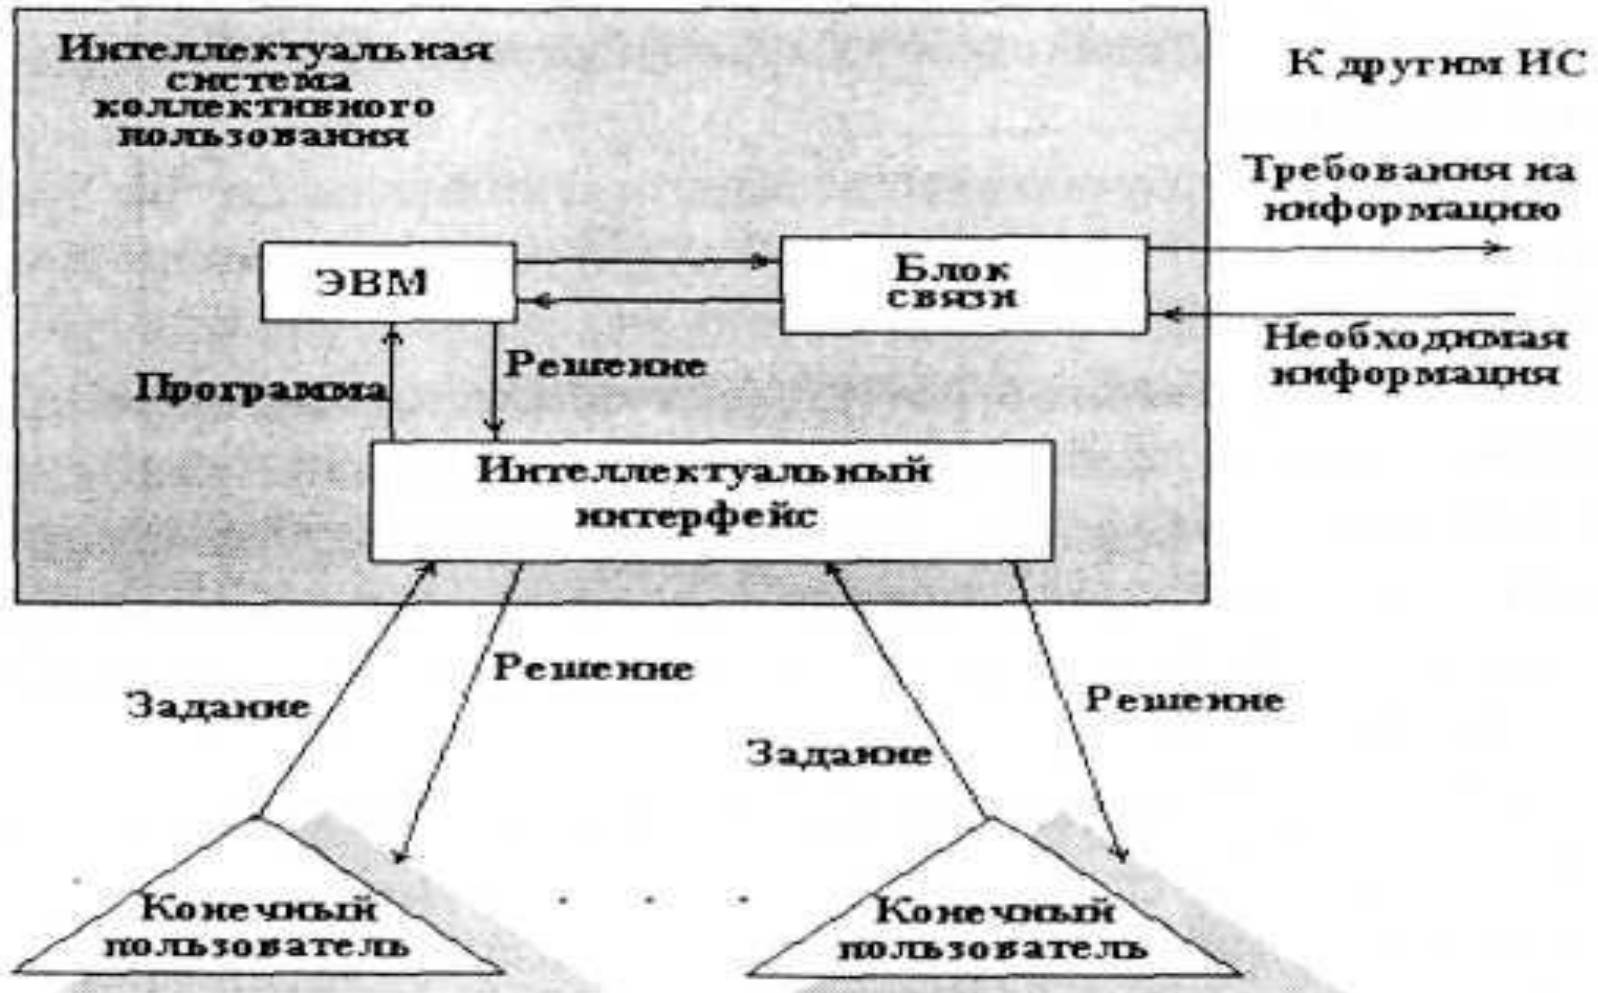 Интеллектуальная
система
коллективного
пользования
К другим ИС
Требования на
информацию
ЭВМ
Блок
связи
Необходимая
информация
Программа
Решение
Интеллектуальный
интерфейс
Задание
Решение
Задание
Решение
Конечный
пользователь
. . .
Конечный
пользователь